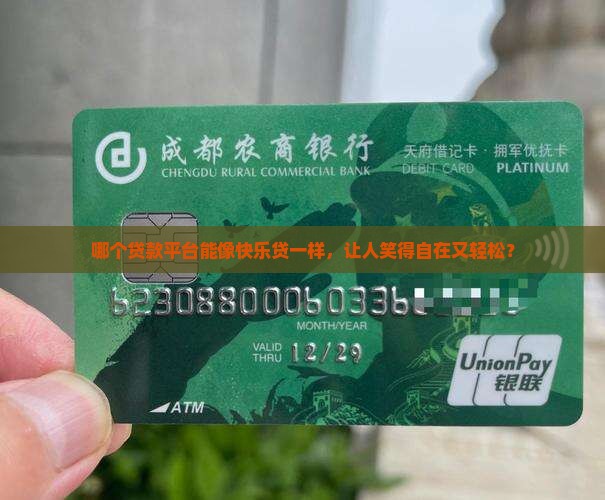 成都农商银行
CHENGDU RURAL COMMERCIAL BANK
天府借记卡·拥军优抚卡
DEBIT CARD PLATINUM
哪个贷款平台能像快乐贷一样，让人笑得自在又轻松？
MONTH/YEAR
VALID THRU 12/29
ATM
UnionPay
银联